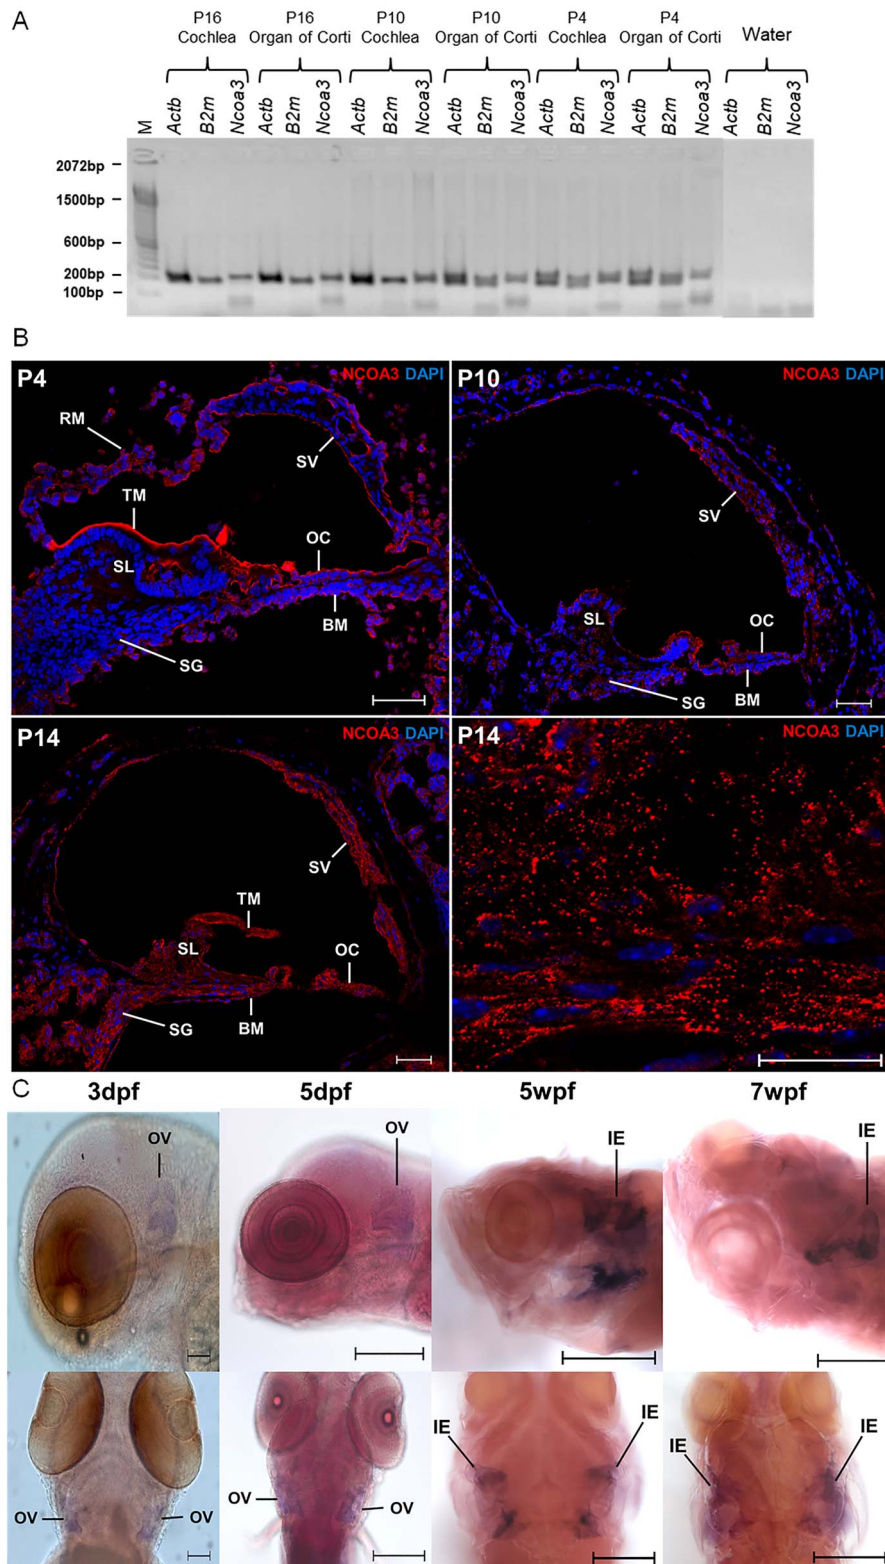 A
P16 Cochlea
P16 Organ of Corti
P10 Cochlea
P10 Organ of Corti
P4 Cochlea
P4 Organ of Corti
Water
M
Actb B2m Ncoa3 Actb B2m Ncoa3 Actb B2m Ncoa3 Actb B2m Ncoa3 Actb B2m Ncoa3 Actb B2m Ncoa3 Actb B2m Ncoa3
2072bp
1500bp
600bp
200bp
100bp
B
P4
NCOA3 DAPI
RM
TM
SV
SL
OC
BM
SG
P10
NCOA3 DAPI
SV
SL
OC
SG
BM
P14
NCOA3 DAPI
SV
TM
SL
OC
SG
BM
P14
NCOA3 DAPI
C
3dpf
5dpf
5wpf
7wpf
OV
OV
IE
IE
OV
OV
OV
OV
IE
IE
IE
IE